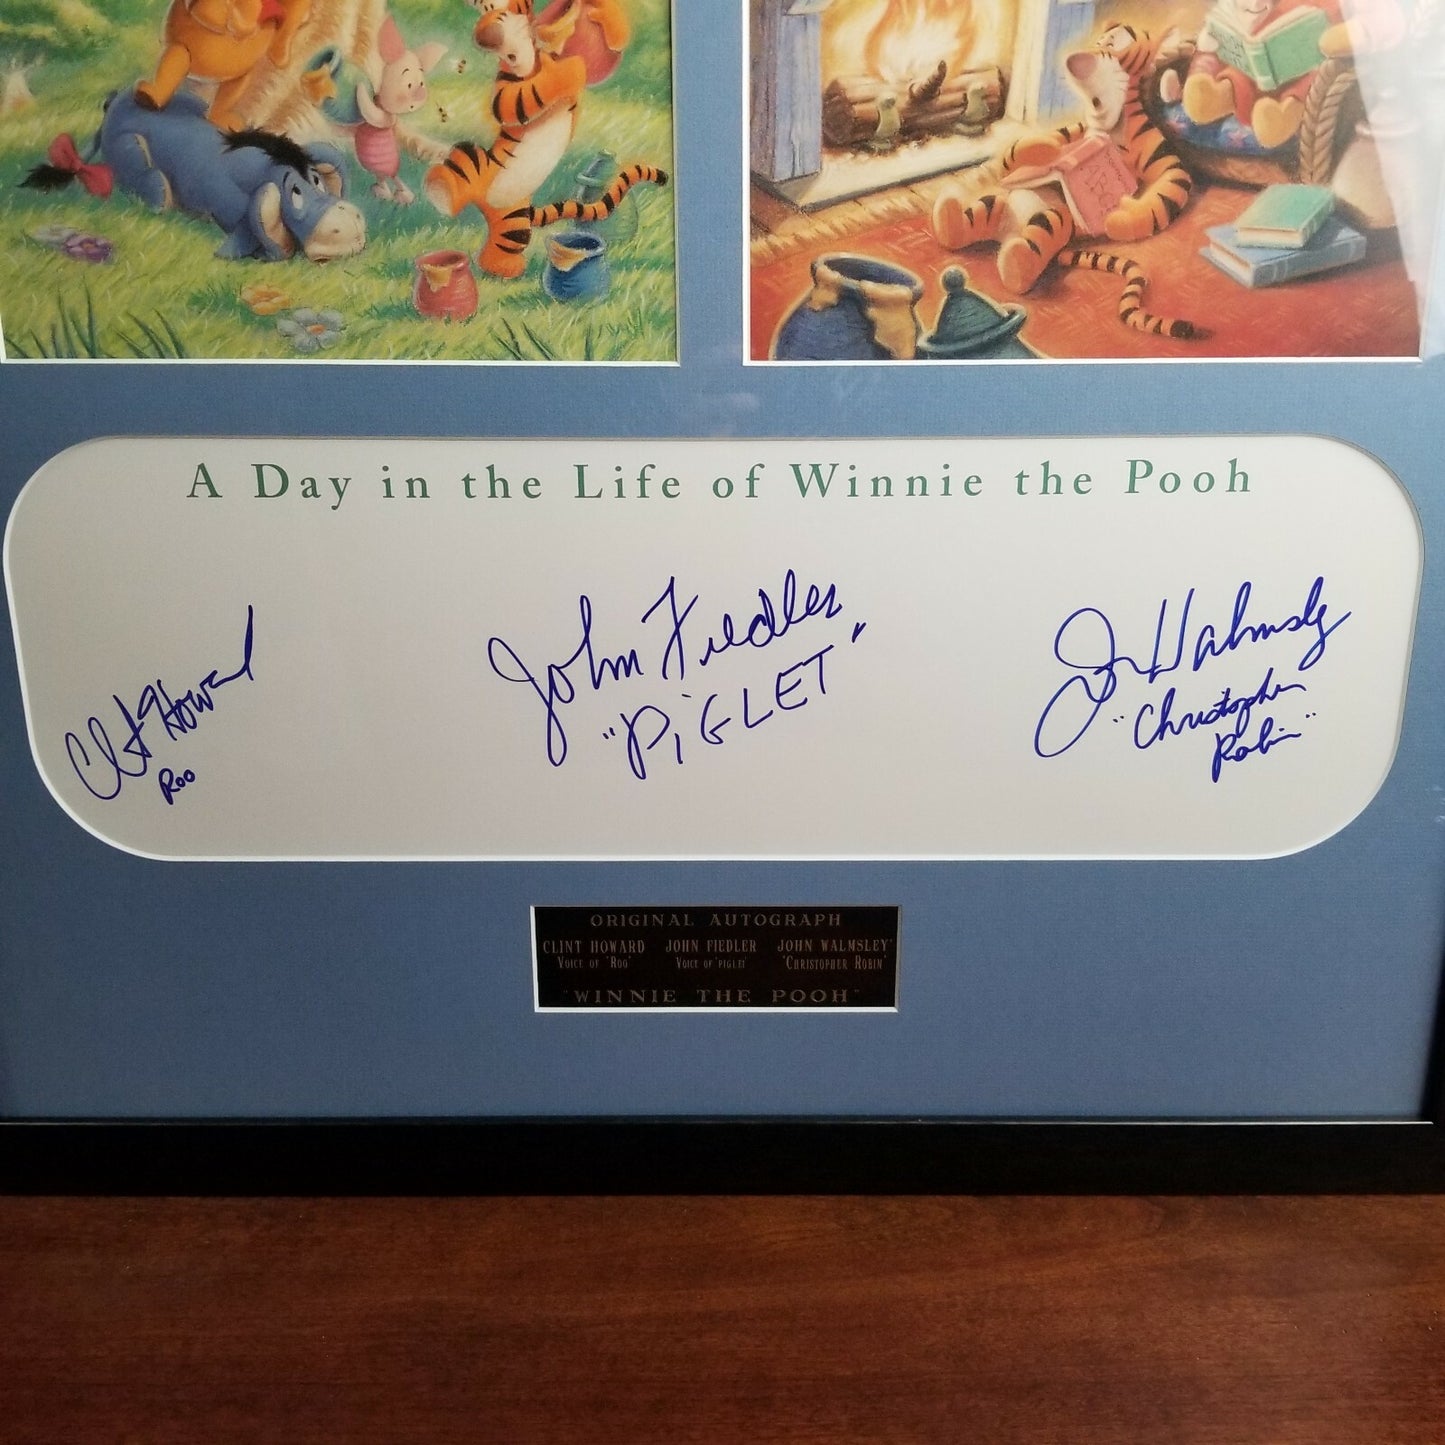 A Day in the Life of Winnie the Pooh
Clint Howard
Roo
John Fiedler
"PIGLET"
J Walmsley
"Christopher
Robin"
ORIGINAL AUTOGRAPH
CLINT HOWARD JOHN FIEDLER JOHN WALMSLEY
VOICE OF 'ROO' VOICE OF 'PIGLET' 'CHRISTOPHER ROBIN'
"WINNIE THE POOH"